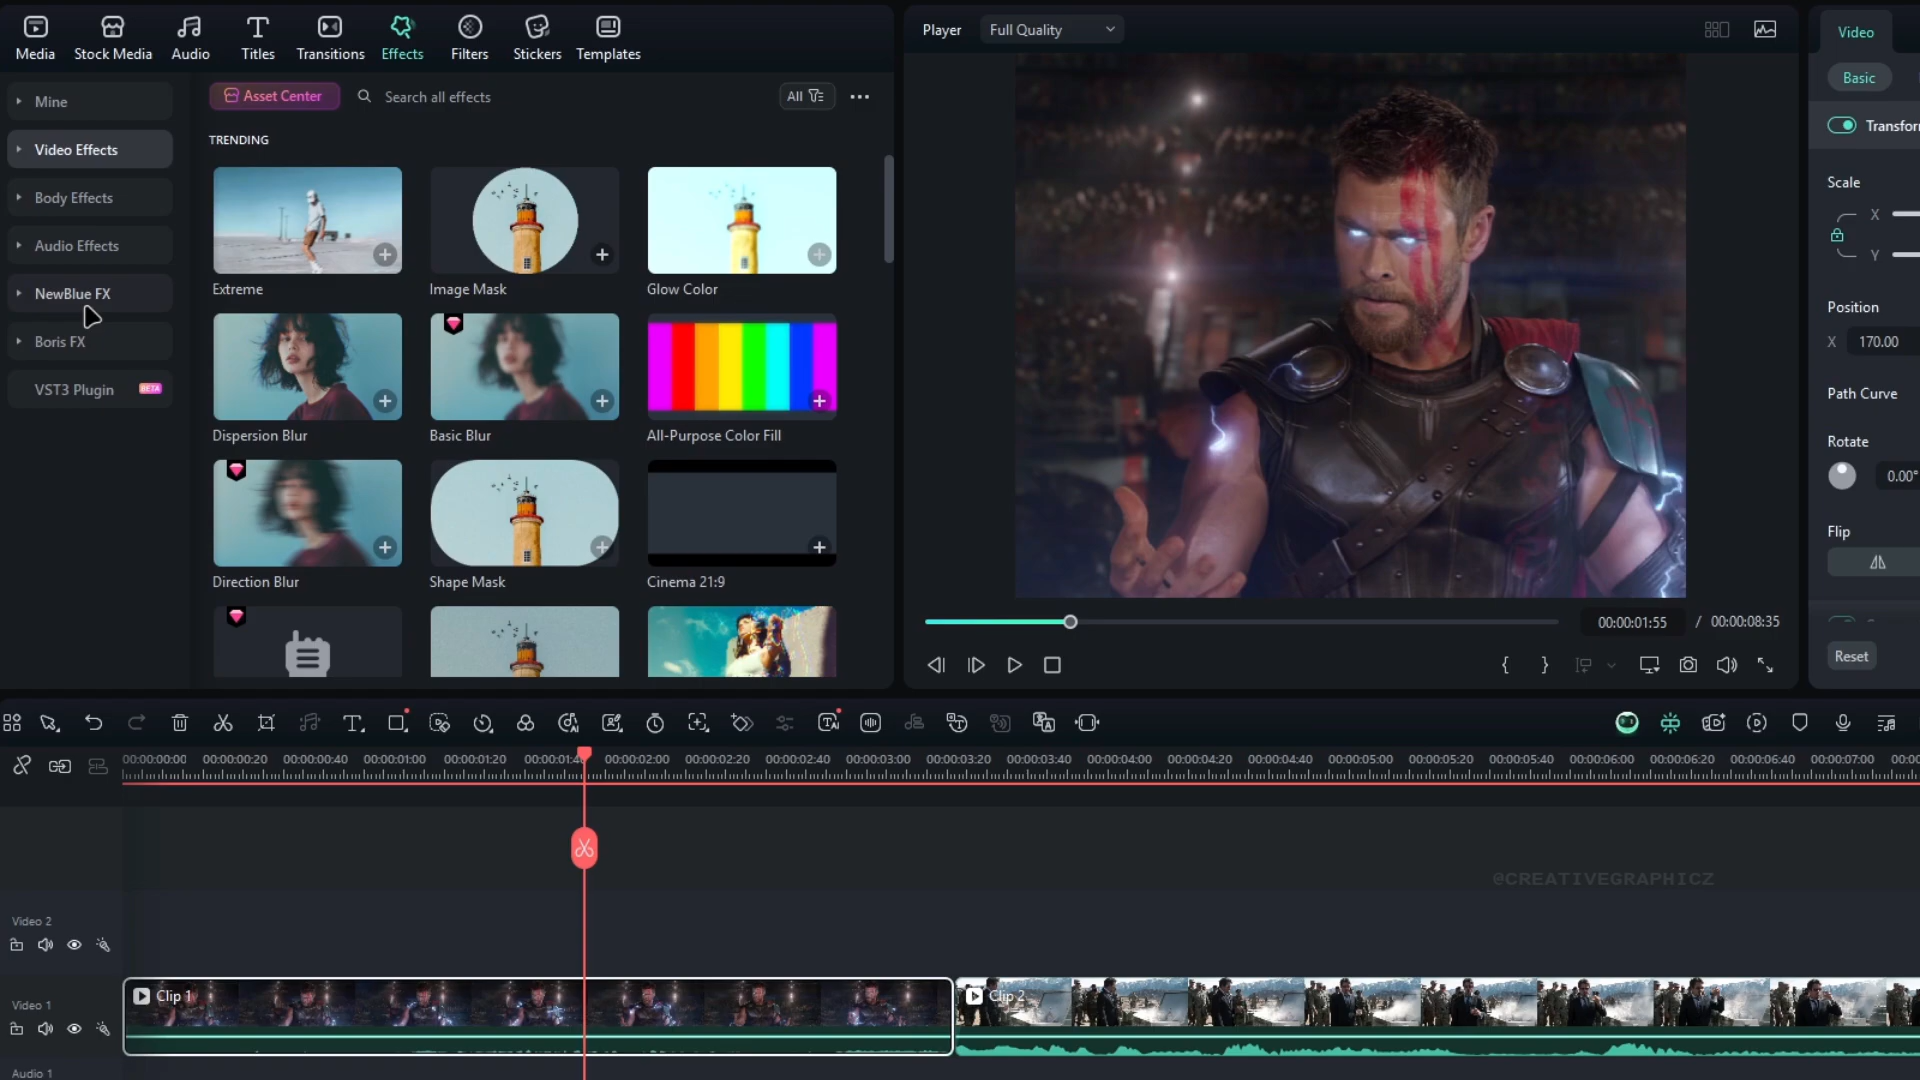 Media
Stock Media
Audio
Titles
Transitions
Effects
Filters
Stickers
Templates
Mine
Video Effects
Body Effects
Audio Effects
NewBlue FX
Boris FX
VST3 Plugin
BETA
Asset Center
Search all effects
All
TRENDING
Extreme
Image Mask
Glow Color
Dispersion Blur
Basic Blur
All-Purpose Color Fill
Direction Blur
Shape Mask
Cinema 21:9
Player
Full Quality
00:00:01:55
/
00:00:08:35
Video
Basic
Transfor
Scale
X
Y
Position
X
170.00
Path Curve
Rotate
0.00°
Flip
Reset
00:00:00:00
00:00:00:20
00:00:00:40
00:00:01:00
00:00:01:20
00:00:01:4
00:00:02:00
00:00:02:20
00:00:02:40
00:00:03:00
00:00:03:20
00:00:03:40
00:00:04:00
00:00:04:20
00:00:04:40
00:00:05:00
00:00:05:20
00:00:05:40
00:00:06:00
00:00:06:20
00:00:06:40
00:00:07:00
00:00
@CREATIVEGRAPHICZ
Video 2
Video 1
Clip 1
Clip 2
Audio 1